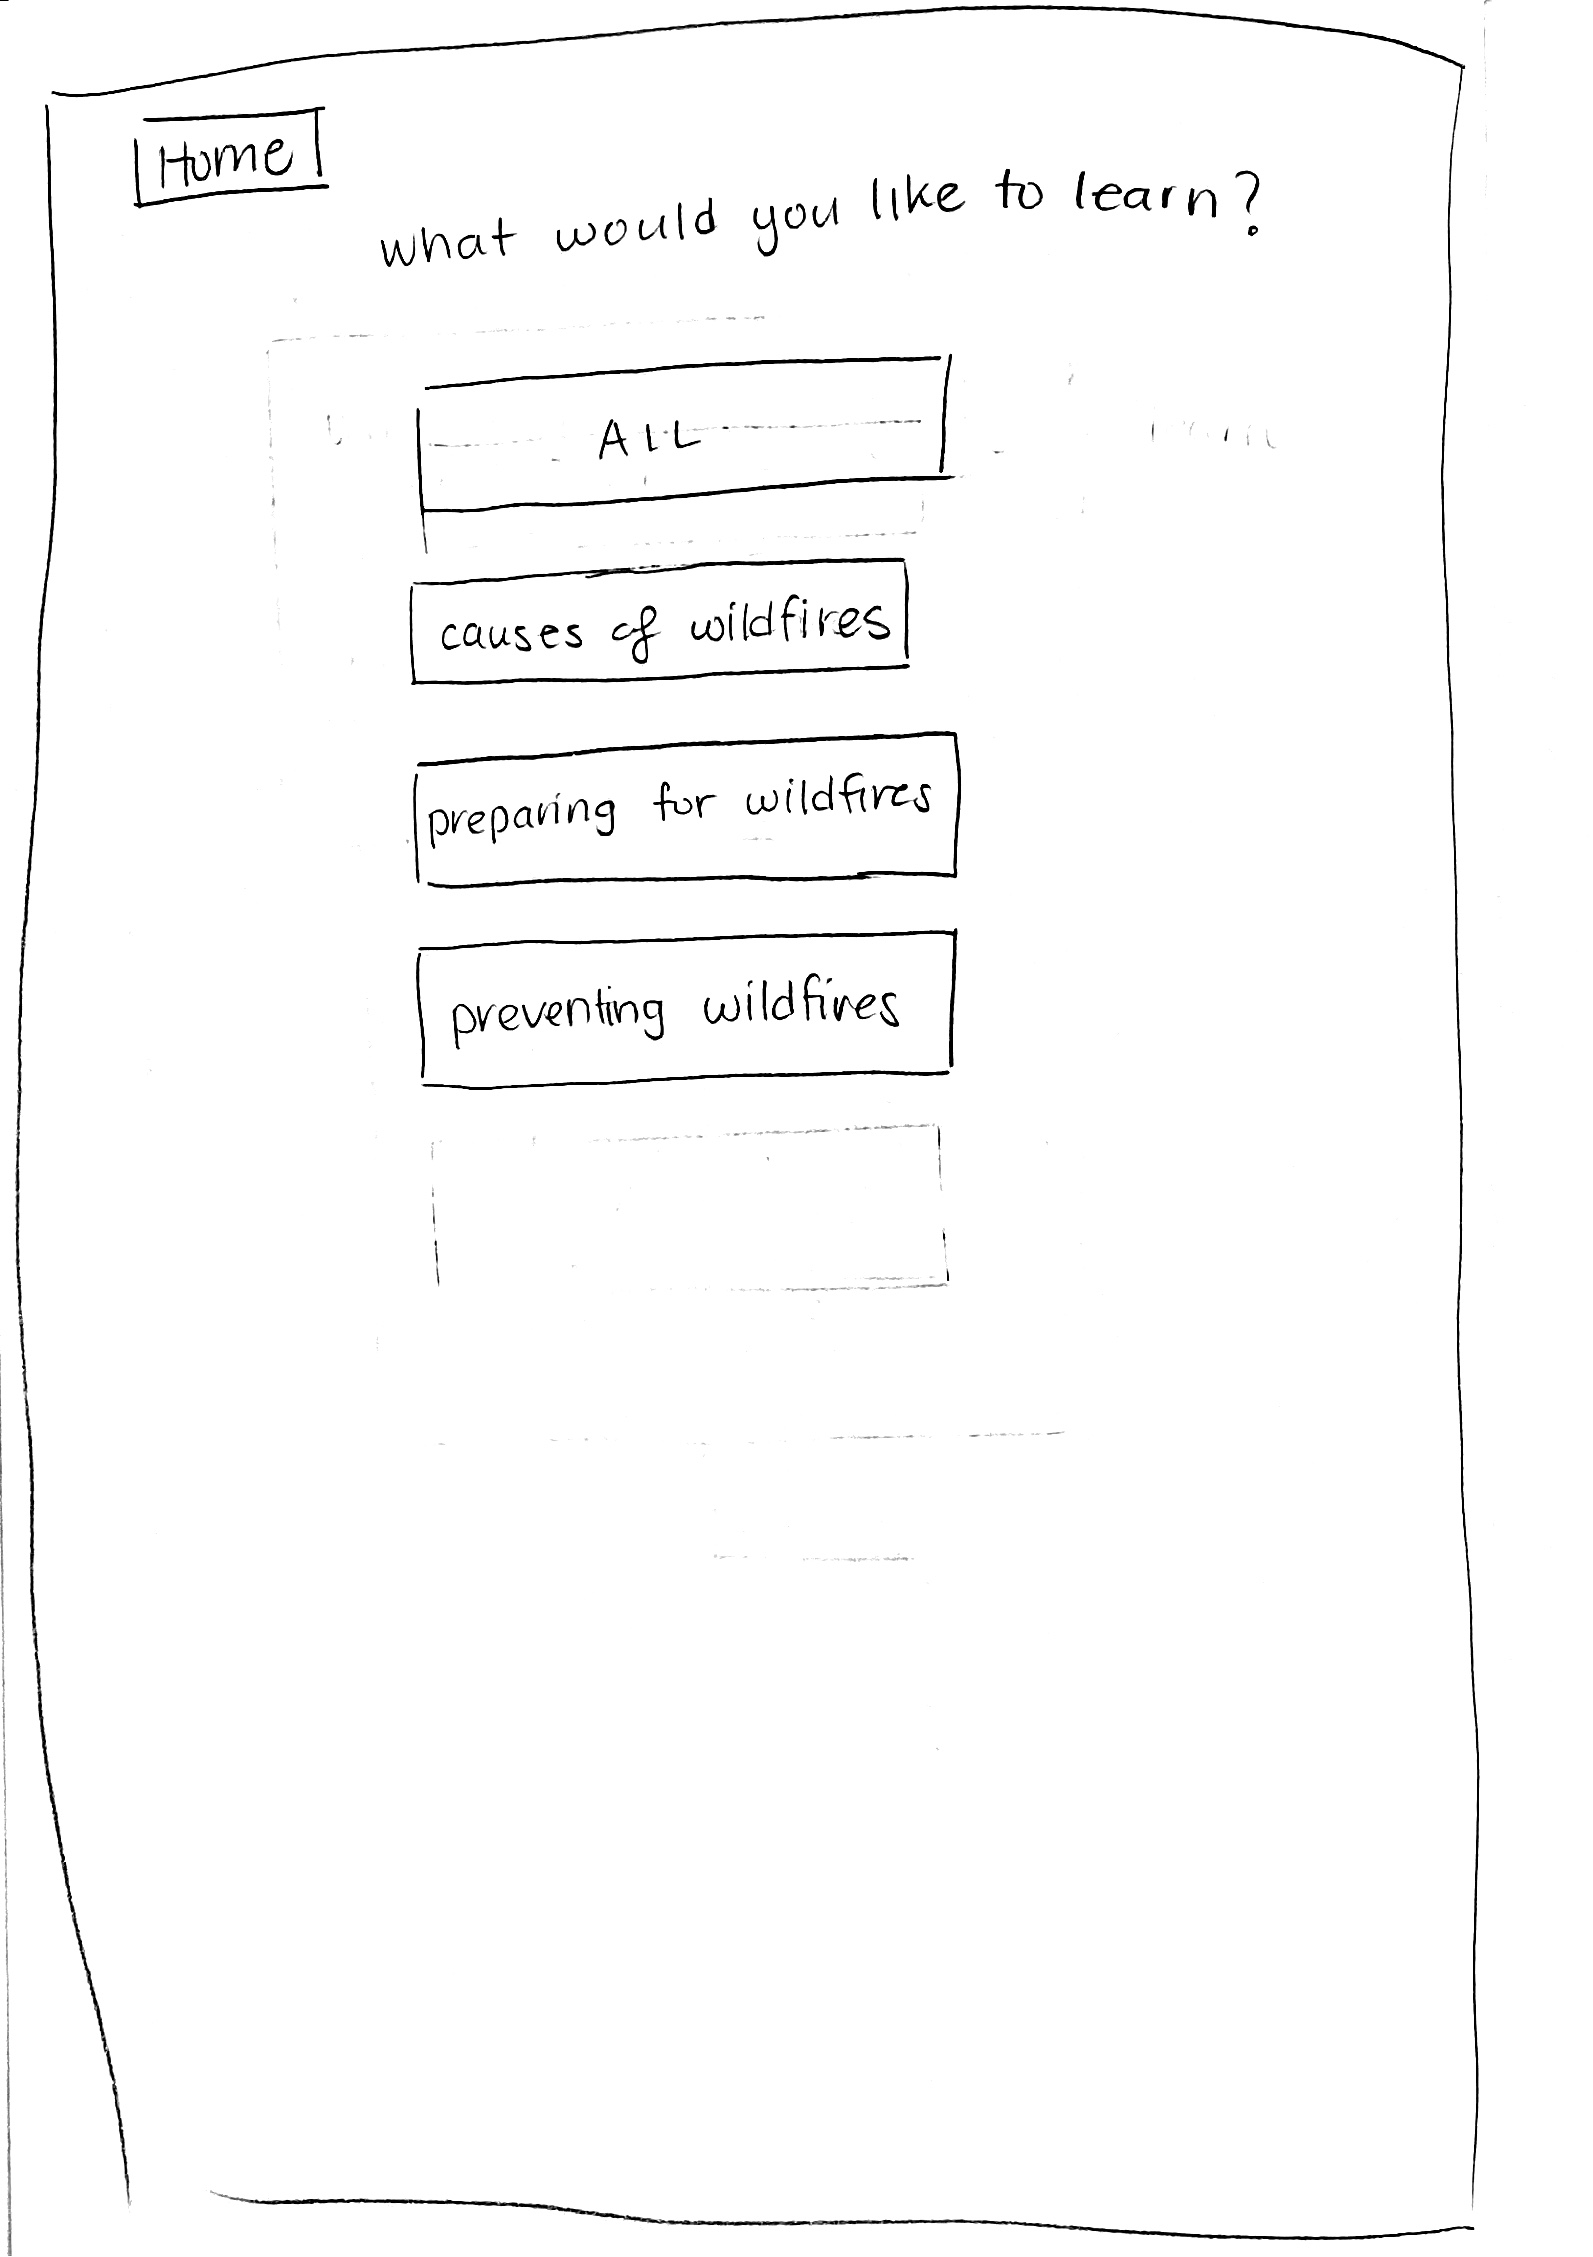 Home
what would you like to learn?
ALL
causes of wildfires
preparing for wildfires
preventing wildfires